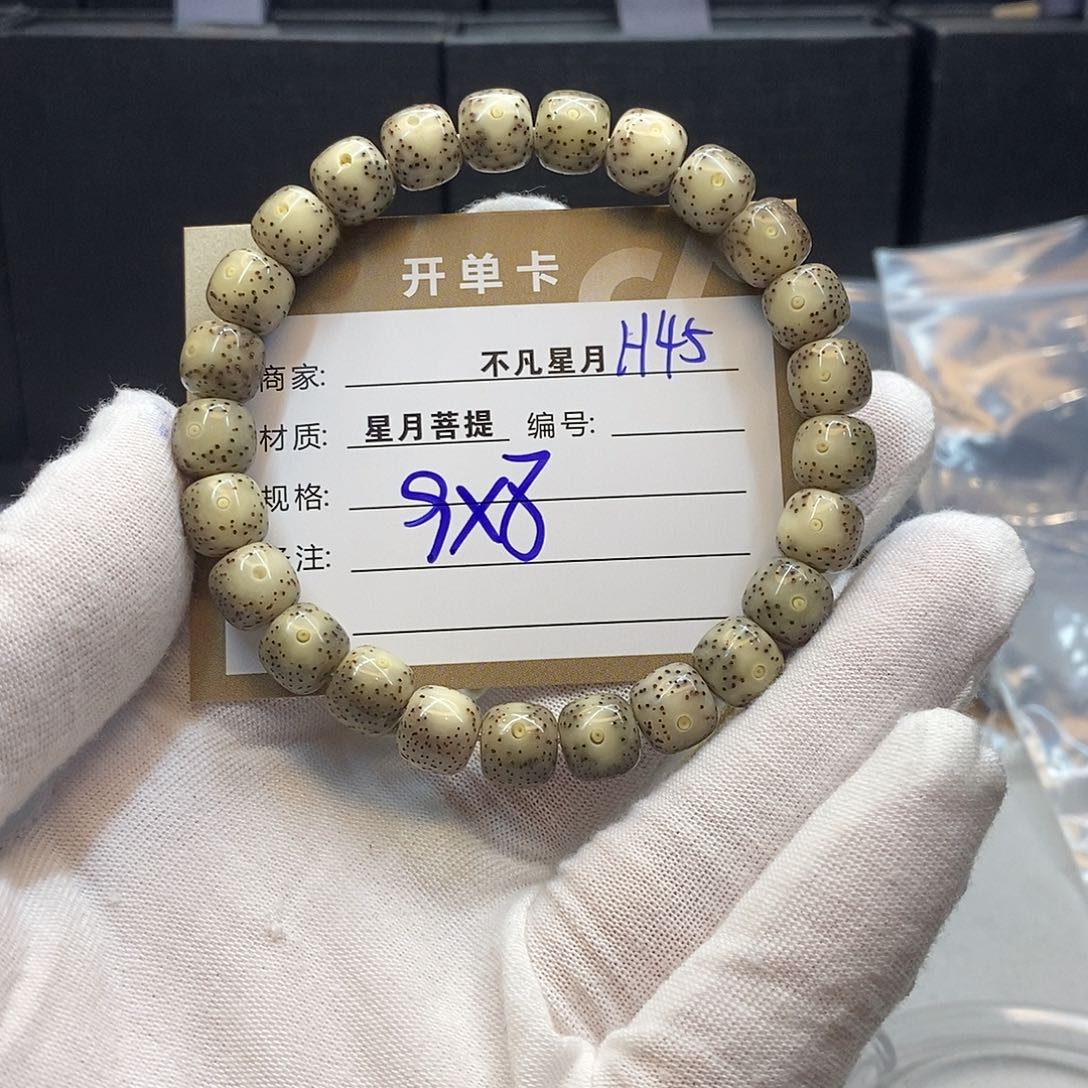 开单卡
商家: 不凡星月 H45
材质: 星月菩提 编号:
规格: 9x8
注: